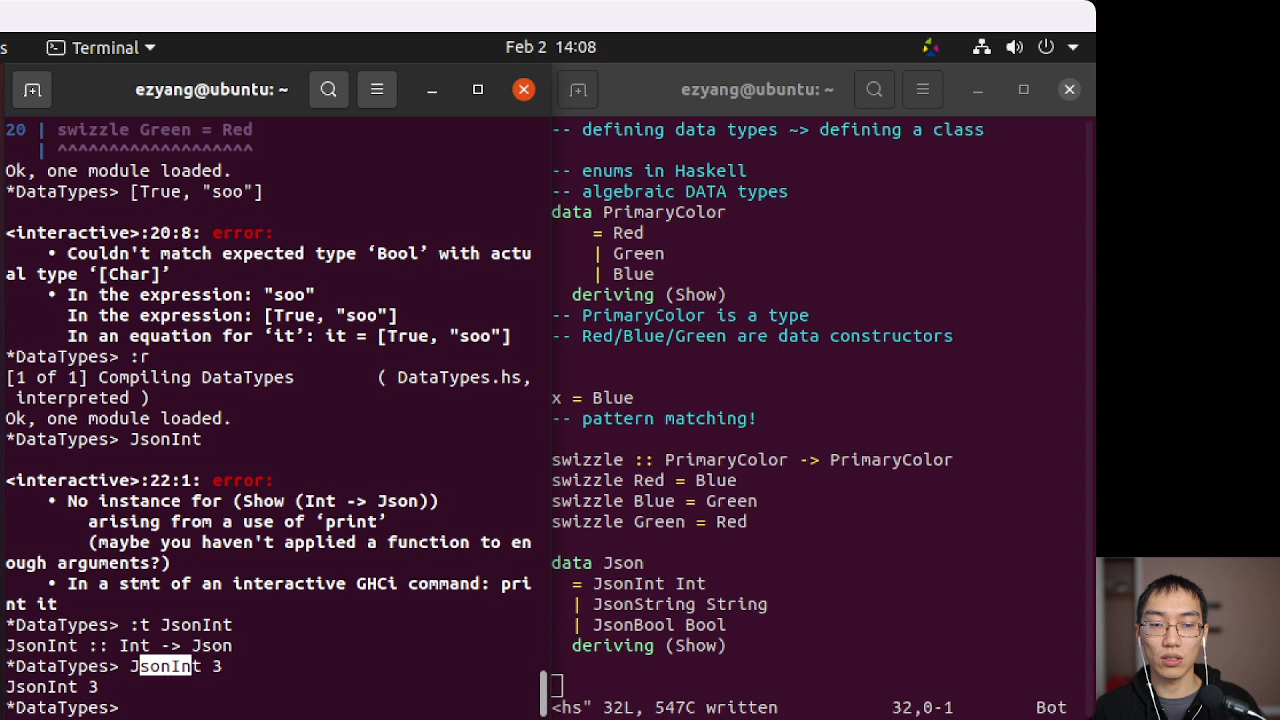 s
Terminal
Feb 2 14:08
ezyang@ubuntu: ~
20 | swizzle Green = Red
| ^^^^^^^^^^^^^^^^^^^
Ok, one module loaded.
*DataTypes> [True, "soo"]
<interactive>:20:8: error:
• Couldn't match expected type ‘Bool’ with actu
al type ‘[Char]’
• In the expression: "soo"
In the expression: [True, "soo"]
In an equation for ‘it’: it = [True, "soo"]
*DataTypes> :r
[1 of 1] Compiling DataTypes        ( DataTypes.hs,
interpreted )
Ok, one module loaded.
*DataTypes> JsonInt
<interactive>:22:1: error:
• No instance for (Show (Int -> Json))
arising from a use of ‘print’
(maybe you haven't applied a function to en
ough arguments?)
• In a stmt of an interactive GHCi command: pri
nt it
*DataTypes> :t JsonInt
JsonInt :: Int -> Json
*DataTypes> JsonInt 3
JsonInt 3
*DataTypes>
ezyang@ubuntu: ~
-- defining data types ~> defining a class
-- enums in Haskell
-- algebraic DATA types
data PrimaryColor
= Red
| Green
| Blue
deriving (Show)
-- PrimaryColor is a type
-- Red/Blue/Green are data constructors
x = Blue
-- pattern matching!
swizzle :: PrimaryColor -> PrimaryColor
swizzle Red = Blue
swizzle Blue = Green
swizzle Green = Red
data Json
= JsonInt Int
| JsonString String
| JsonBool Bool
deriving (Show)
<hs" 32L, 547C written 32,0-1 Bot